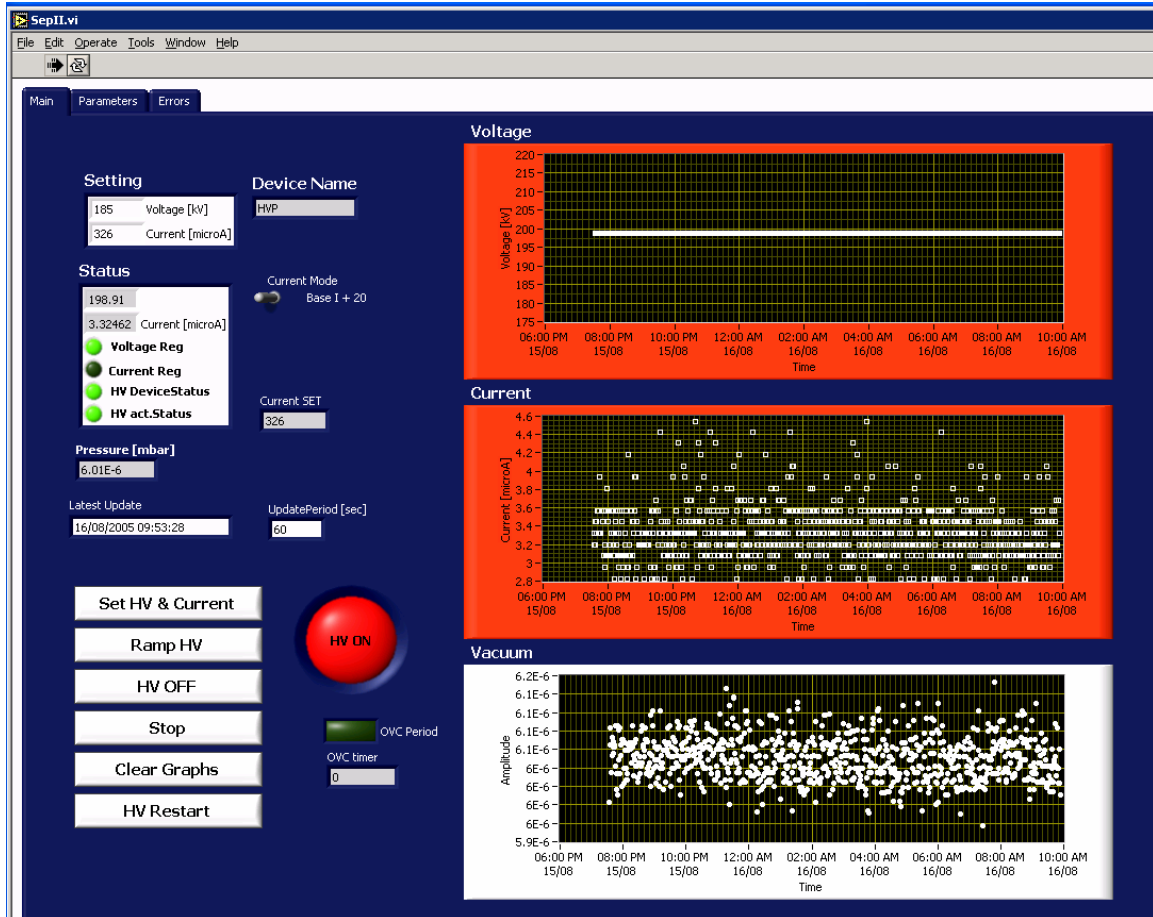 SepII.vi
File Edit Operate Tools Window Help
Main Parameters Errors
Setting
185 Voltage [kV]
326 Current [microA]
Device Name
HVP
Status
198.91
3.32462 Current [microA]
Voltage Reg
Current Reg
HV DeviceStatus
HV act.Status
Current Mode
Base I + 20
Current SET
326
Pressure [mbar]
6.01E-6
Latest Update
16/08/2005 09:53:28
UpdatePeriod [sec]
60
Set HV & Current
Ramp HV
HV OFF
Stop
Clear Graphs
HV Restart
HV ON
OVC Period
OVC timer
0
Voltage
220
215
210
205
200
195
190
185
180
175
Voltage [kV]
06:00 PM 08:00 PM 10:00 PM 12:00 AM 02:00 AM 04:00 AM 06:00 AM 08:00 AM 10:00 AM
15/08 15/08 15/08 16/08 16/08 16/08 16/08 16/08 16/08
Time
Current
4.6
4.4
4.2
4
3.8
3.6
3.4
3.2
3
2.8
Current [microA]
06:00 PM 08:00 PM 10:00 PM 12:00 AM 02:00 AM 04:00 AM 06:00 AM 08:00 AM 10:00 AM
15/08 15/08 15/08 16/08 16/08 16/08 16/08 16/08 16/08
Time
Vacuum
6.2E-6
6.1E-6
6.1E-6
6.1E-6
6.1E-6
6E-6
6E-6
6E-6
6E-6
5.9E-6
Amplitude
06:00 PM 08:00 PM 10:00 PM 12:00 AM 02:00 AM 04:00 AM 06:00 AM 08:00 AM 10:00 AM
15/08 15/08 15/08 16/08 16/08 16/08 16/08 16/08 16/08
Time